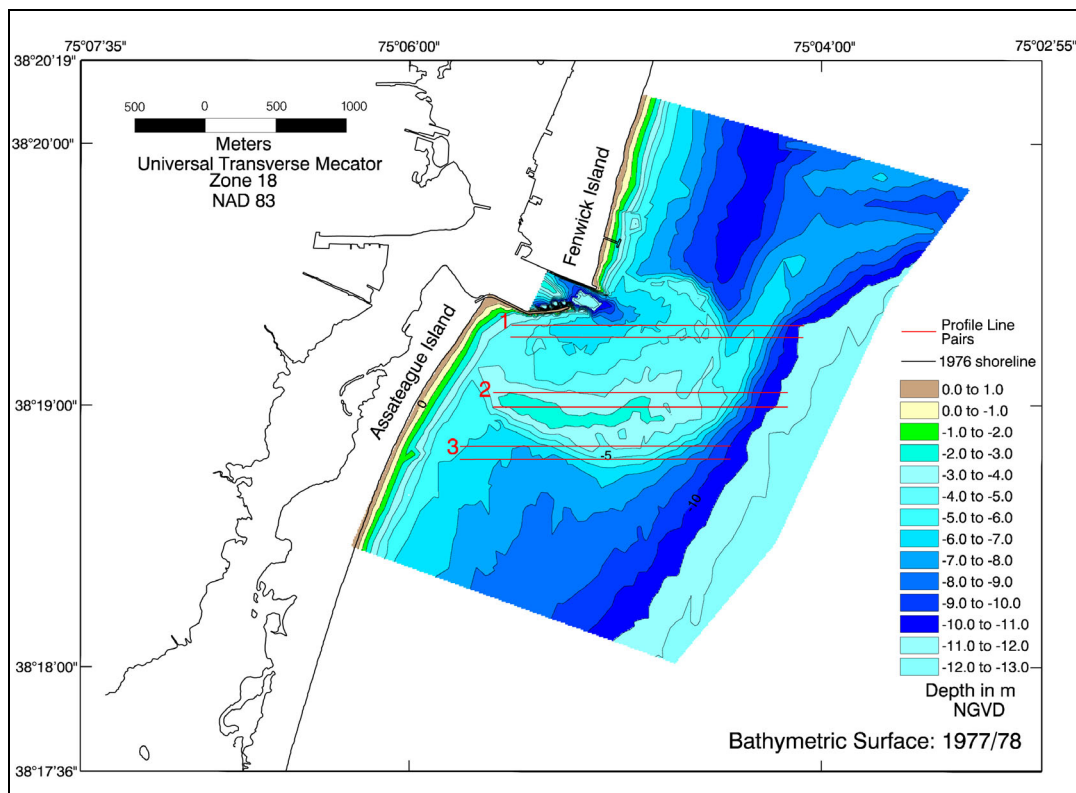 75°07'35"
75°06'00"
75°04'00"
75°02'55"
38°20'19"
38°20'00"
38°19'00"
38°18'00"
38°17'36"
500 0 500 1000
Meters
Universal Transverse Mecator
Zone 18
NAD 83
Fenwick Island
Assateague Island
0
1
2
3
-5
-10
Profile Line
Pairs
1976 shoreline
0.0 to 1.0
0.0 to -1.0
-1.0 to -2.0
-2.0 to -3.0
-3.0 to -4.0
-4.0 to -5.0
-5.0 to -6.0
-6.0 to -7.0
-7.0 to -8.0
-8.0 to -9.0
-9.0 to -10.0
-10.0 to -11.0
-11.0 to -12.0
-12.0 to -13.0
Depth in m
NGVD
Bathymetric Surface: 1977/78